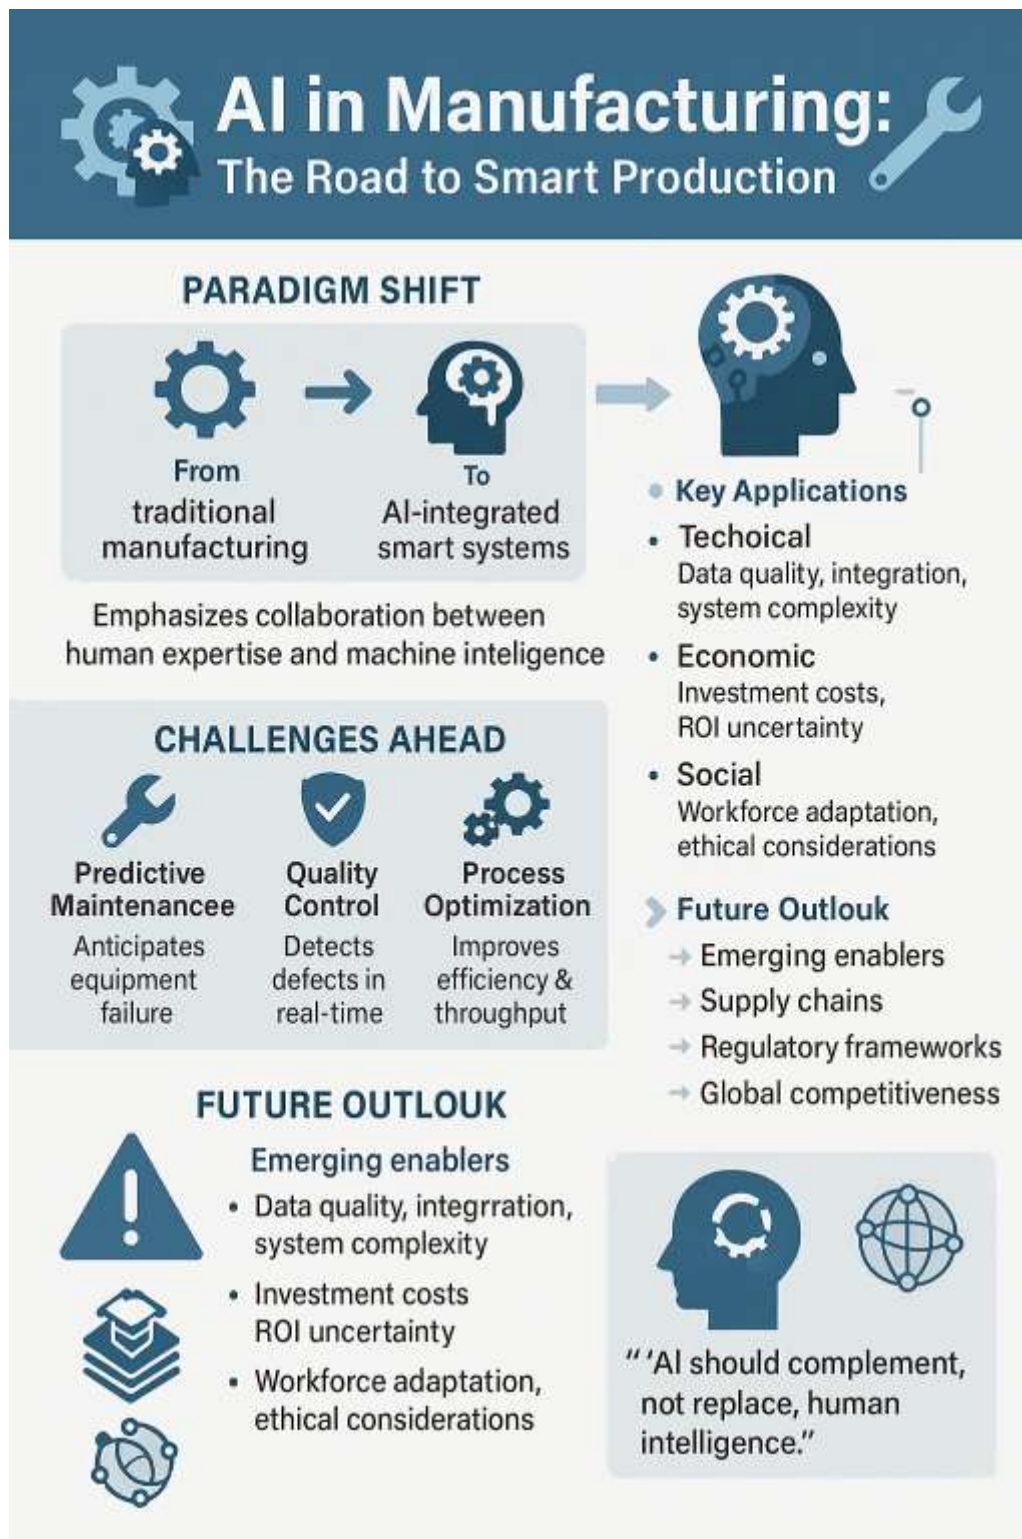 AI in Manufacturing:
The Road to Smart Production
PARADIGM SHIFT
From
traditional
manufacturing
To
AI-integrated
smart systems
Emphasizes collaboration between
human expertise and machine inteligence
CHALLENGES AHEAD
Predictive
Maintenancee
Anticipates
equipment
failure
Quality
Control
Detects
defects in
real-time
Process
Optimization
Improves
efficiency &
throughput
FUTURE OUTLOUK
Emerging enablers
• Data quality, integrration,
system complexity
• Investment costs
ROI uncertainty
• Workforce adaptation,
ethical considerations
• Key Applications
• Techoical
Data quality, integration,
system complexity
• Economic
Investment costs,
ROI uncertainty
• Social
Workforce adaptation,
ethical considerations
Future Outlouk
→ Emerging enablers
→ Supply chains
→ Regulatory frameworks
→ Global competitiveness
“ ‘AI should complement,
not replace, human
intelligence.”